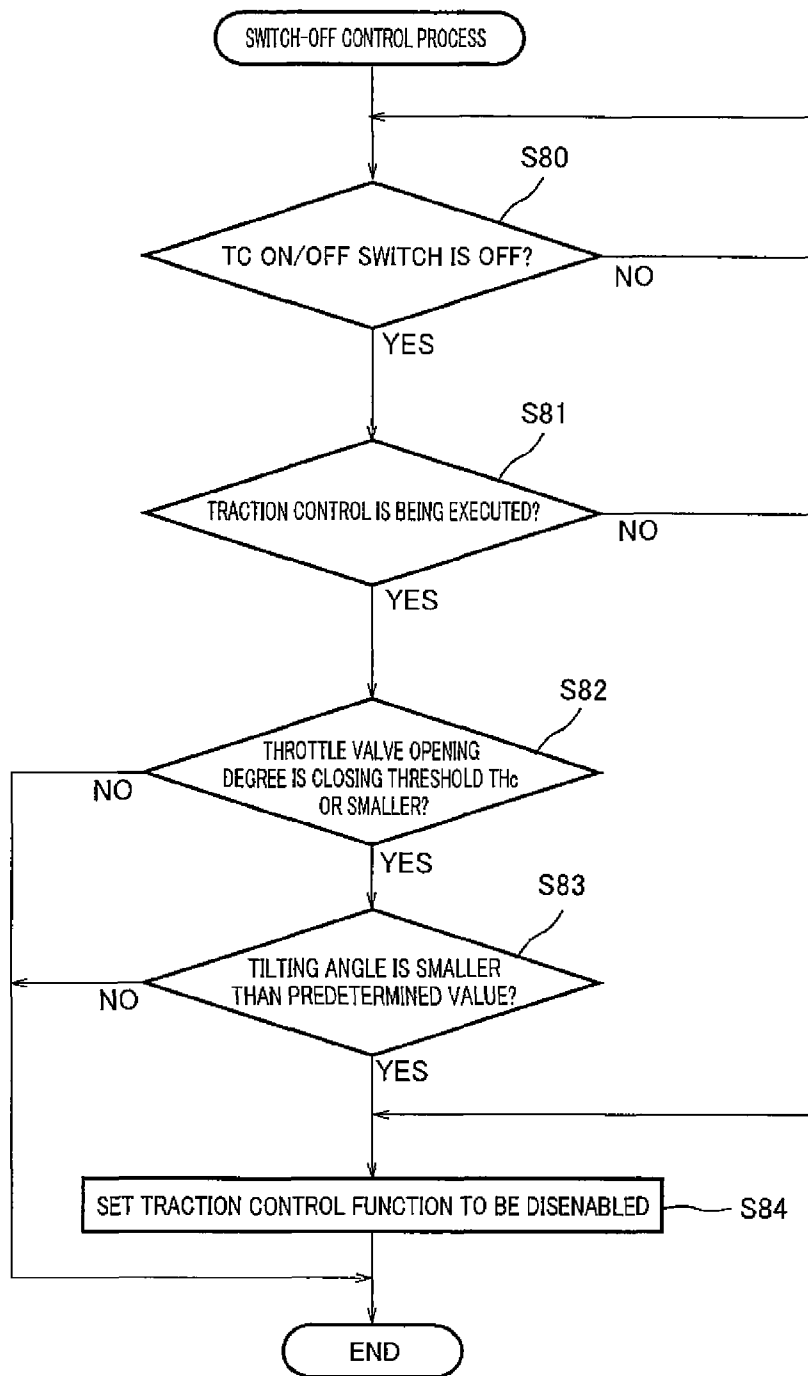 SWITCH-OFF CONTROL PROCESS
S80
TC ON/OFF SWITCH IS OFF?
NO
YES
S81
TRACTION CONTROL IS BEING EXECUTED?
NO
YES
S82
THROTTLE VALVE OPENING
DEGREE IS CLOSING THRESHOLD THc
OR SMALLER?
NO
YES
S83
TILTING ANGLE IS SMALLER
THAN PREDETERMINED VALUE?
NO
YES
SET TRACTION CONTROL FUNCTION TO BE DISENABLED
S84
END